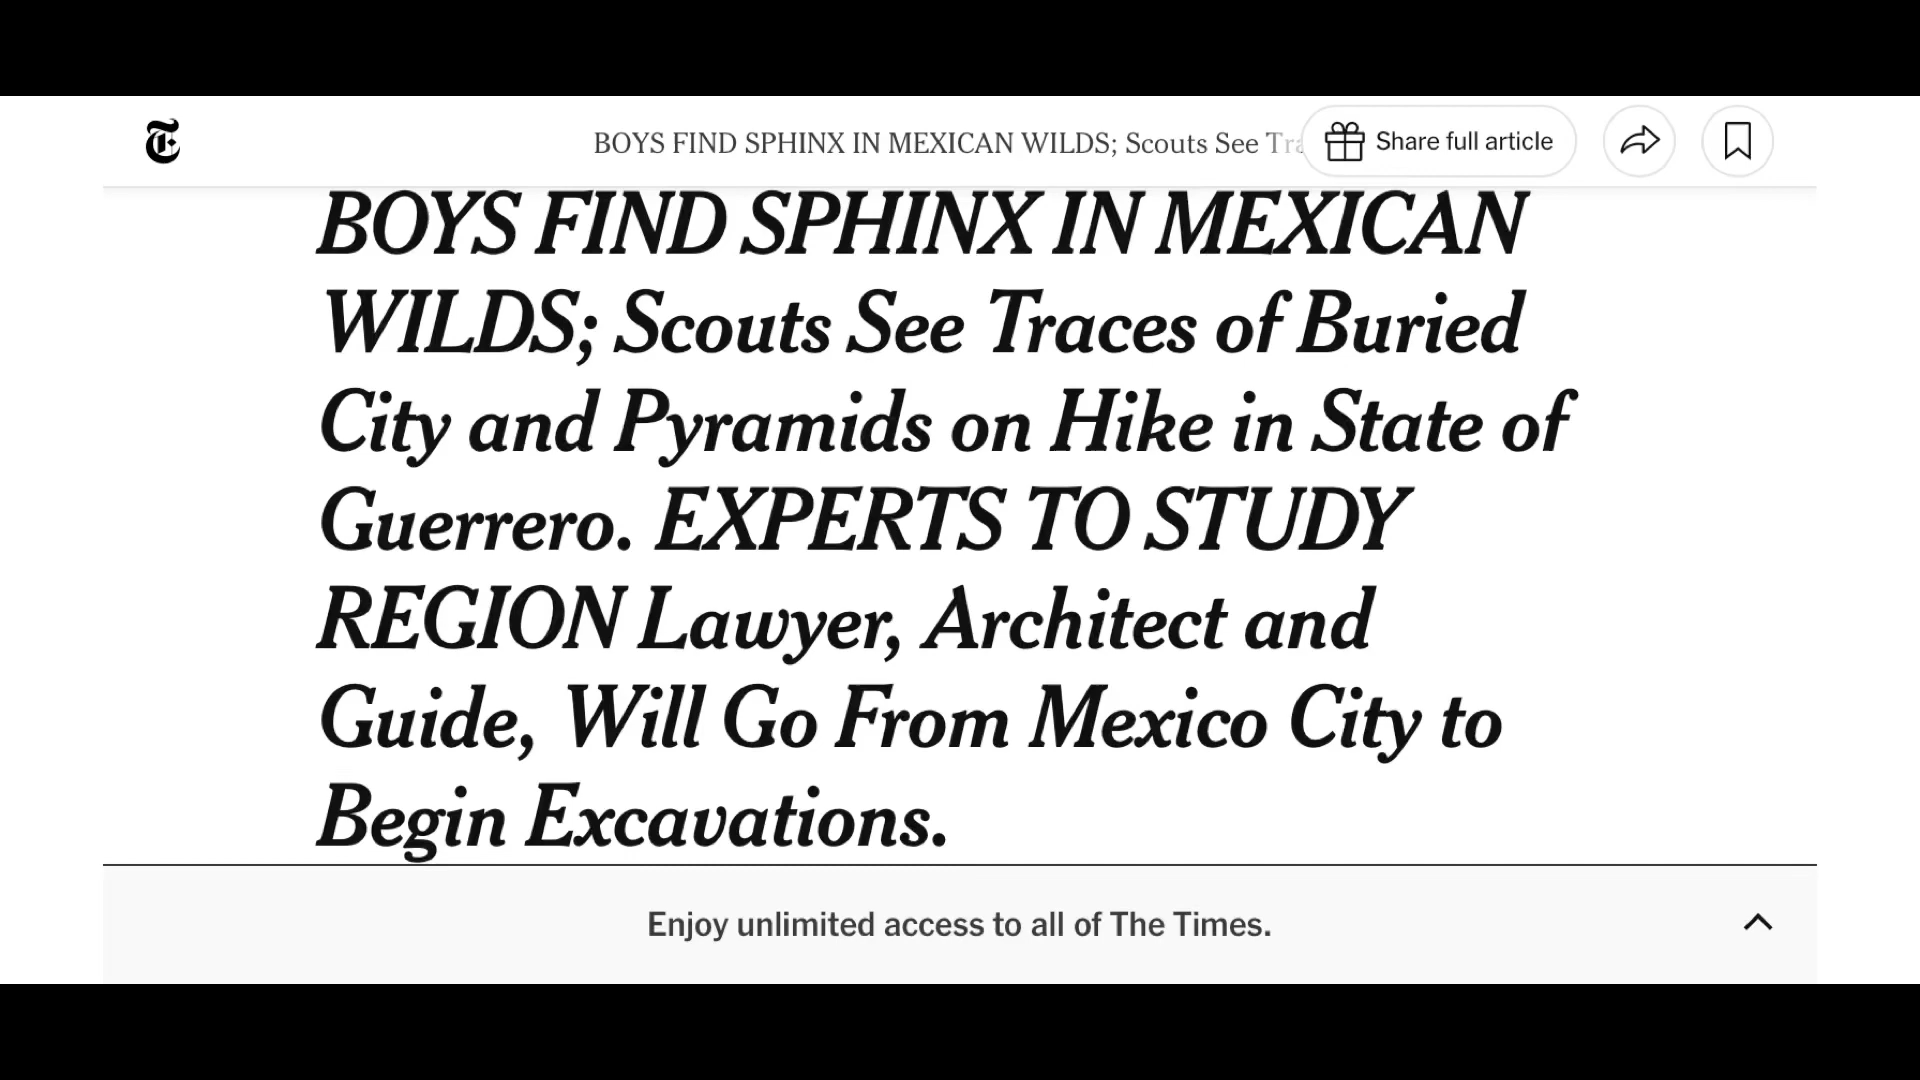 BOYS FIND SPHINX IN MEXICAN WILDS; Scouts See Tra
Share full article
BOYS FIND SPHINX IN MEXICAN
WILDS; Scouts See Traces of Buried
City and Pyramids on Hike in State of
Guerrero. EXPERTS TO STUDY
REGION Lawyer, Architect and
Guide, Will Go From Mexico City to
Begin Excavations.
Enjoy unlimited access to all of The Times.